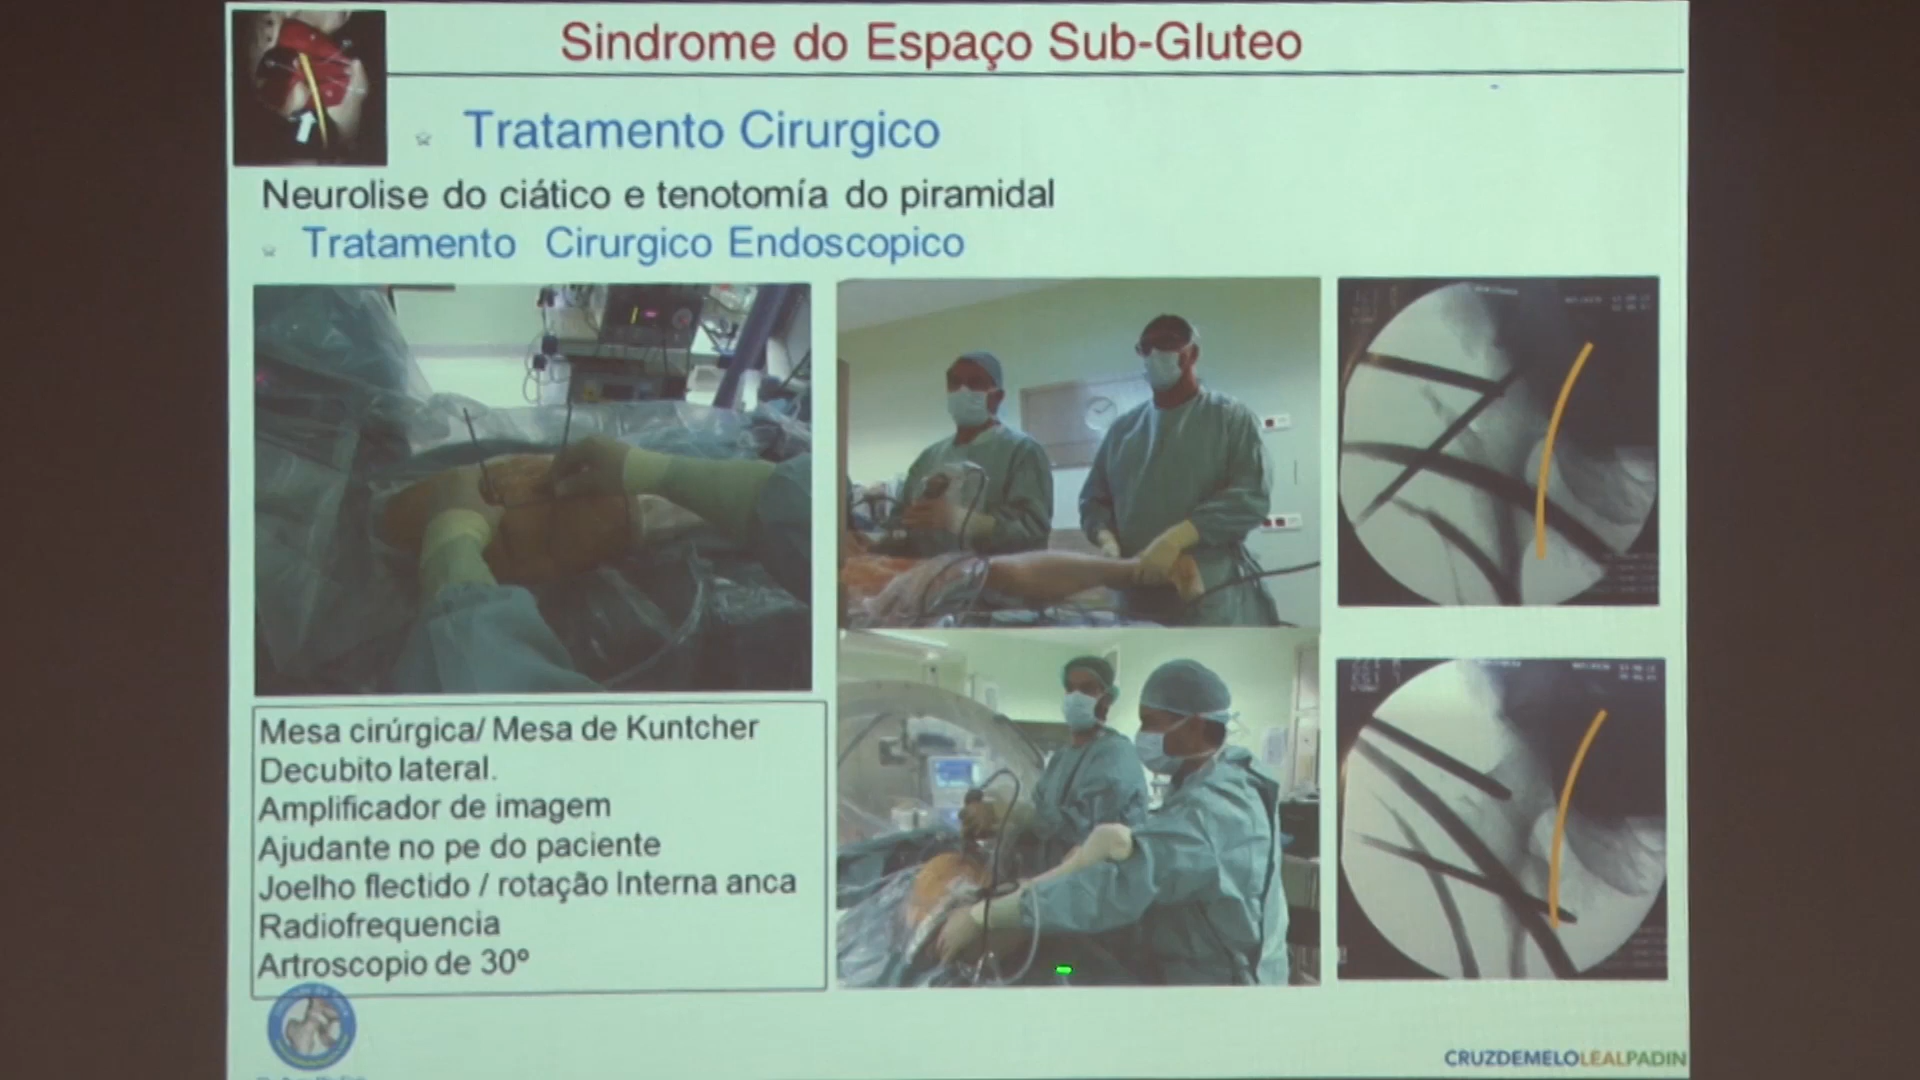 Sindrome do Espaço Sub-Gluteo
Tratamento Cirurgico
Neurolise do ciático e tenotomía do piramidal
Tratamento Cirurgico Endoscopico
Mesa cirúrgica/ Mesa de Kuntcher
Decubito lateral.
Amplificador de imagem
Ajudante no pe do paciente
Joelho flectido / rotação Interna anca
Radiofrequencia
Artroscopio de 30º
CRUZDEMELOLEALPADIN